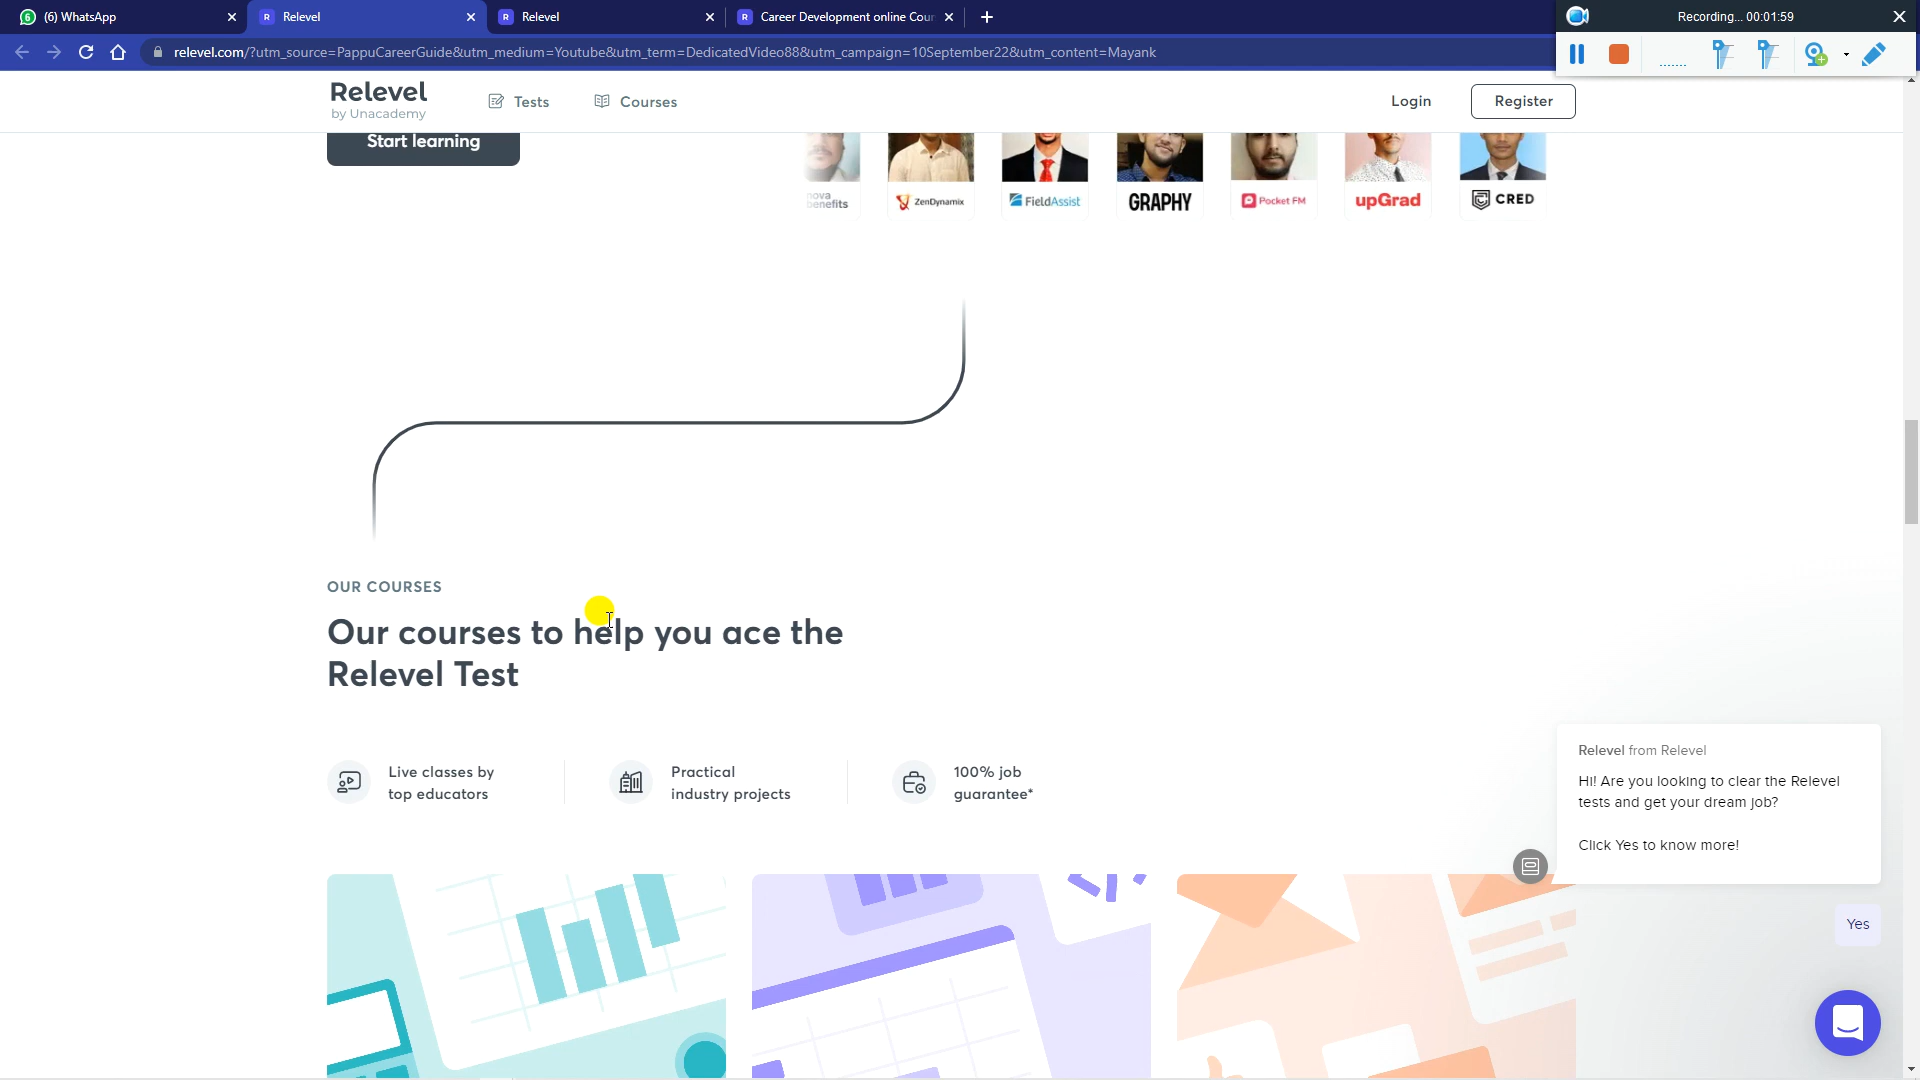 (6) WhatsApp
Relevel
Relevel
Career Development online Cour
Recording... 00:01:59
relevel.com/?utm_source=PappuCareerGuide&utm_medium=Youtube&utm_term=DedicatedVideo88&utm_campaign=10September22&utm_content=Mayank
Relevel
by Unacademy
Tests
Courses
Login
Register
Start learning
nova benefits
ZenDynamix
FieldAssist
GRAPHY
Pocket FM
upGrad
CRED
OUR COURSES
Our courses to help you ace the
Relevel Test
Live classes by
top educators
Practical
industry projects
100% job
guarantee*
Relevel from Relevel
Hi! Are you looking to clear the Relevel
tests and get your dream job?
Click Yes to know more!
Yes